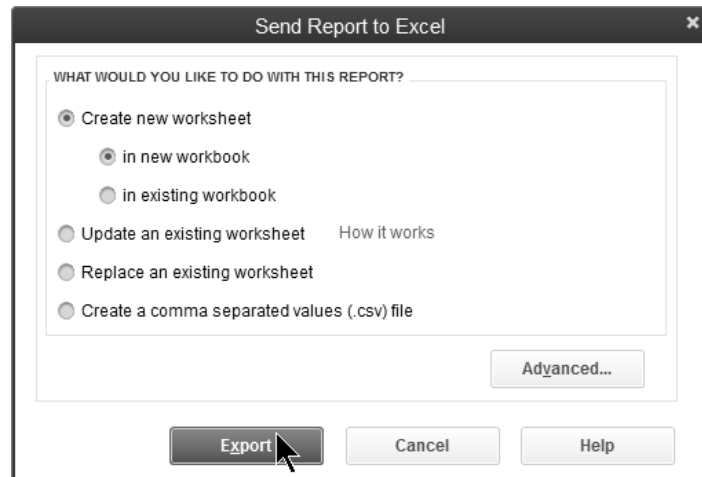 Send Report to Excel
WHAT WOULD YOU LIKE TO DO WITH THIS REPORT?
Create new worksheet
in new workbook
in existing workbook
Update an existing worksheet How it works
Replace an existing worksheet
Create a comma separated values (.csv) file
Advanced...
Export Cancel Help